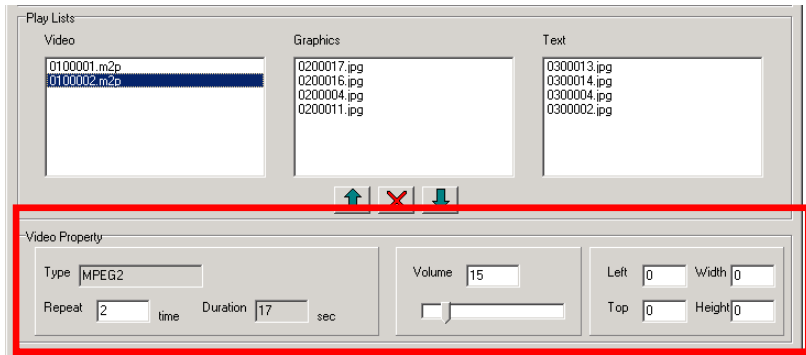 Play Lists
Video Graphics Text
0100001.m2p 0200017.jpg 0300013.jpg
0100002.m2p 0200016.jpg 0300014.jpg
0200004.jpg 0300004.jpg
0200011.jpg 0300002.jpg
Video Property
Type MPEG2 Volume 15 Left 0 Width 0
Repeat 2 time Duration 17 sec Top 0 Height 0